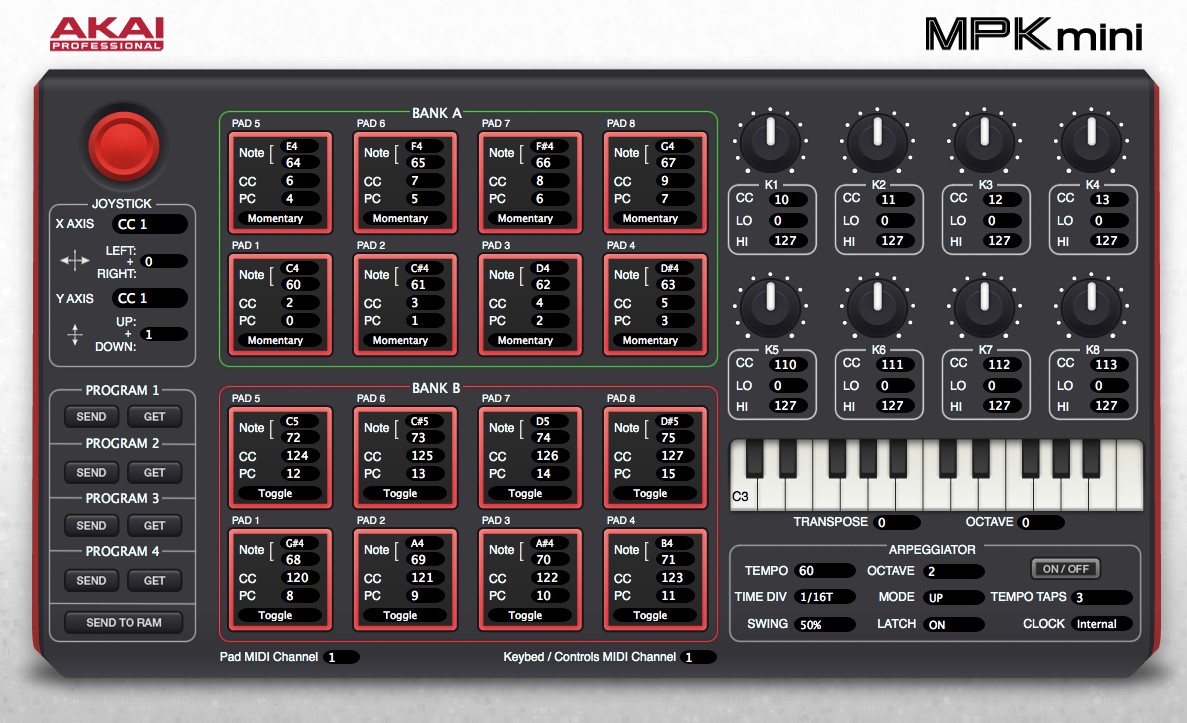 AKAI
PROFESSIONAL
MPK mini
JOYSTICK
X AXIS CC 1
LEFT:
+ 0
RIGHT:
Y AXIS CC 1
UP:
+ 1
DOWN:
PROGRAM 1
SEND GET
PROGRAM 2
SEND GET
PROGRAM 3
SEND GET
PROGRAM 4
SEND GET
SEND TO RAM
BANK A
PAD 5 PAD 6 PAD 7 PAD 8
E4 F4 F#4 G4
Note [ Note [ Note [ Note [
64 65 66 67
CC 6 CC 7 CC 8 CC 9
PC 4 PC 5 PC 6 PC 7
Momentary Momentary Momentary Momentary
PAD 1 PAD 2 PAD 3 PAD 4
C4 C#4 D4 D#4
Note [ Note [ Note [ Note [
60 61 62 63
CC 2 CC 3 CC 4 CC 5
PC 0 PC 1 PC 2 PC 3
Momentary Momentary Momentary Momentary
BANK B
PAD 5 PAD 6 PAD 7 PAD 8
C5 C#5 D5 D#5
Note [ Note [ Note [ Note [
72 73 74 75
CC 124 CC 125 CC 126 CC 127
PC 12 PC 13 PC 14 PC 15
Toggle Toggle Toggle Toggle
PAD 1 PAD 2 PAD 3 PAD 4
G#4 A4 A#4 B4
Note [ Note [ Note [ Note [
68 69 70 71
CC 120 CC 121 CC 122 CC 123
PC 8 PC 9 PC 10 PC 11
Toggle Toggle Toggle Toggle
Pad MIDI Channel 1 Keybed / Controls MIDI Channel 1
K1 K2 K3 K4
CC 10 CC 11 CC 12 CC 13
LO 0 LO 0 LO 0 LO 0
HI 127 HI 127 HI 127 HI 127
K5 K6 K7 K8
CC 110 CC 111 CC 112 CC 113
LO 0 LO 0 LO 0 LO 0
HI 127 HI 127 HI 127 HI 127
C3
TRANSPOSE 0 OCTAVE 0
ARPEGGIATOR
TEMPO 60 OCTAVE 2 ON / OFF
TIME DIV 1/16T MODE UP TEMPO TAPS 3
SWING 50% LATCH ON CLOCK Internal